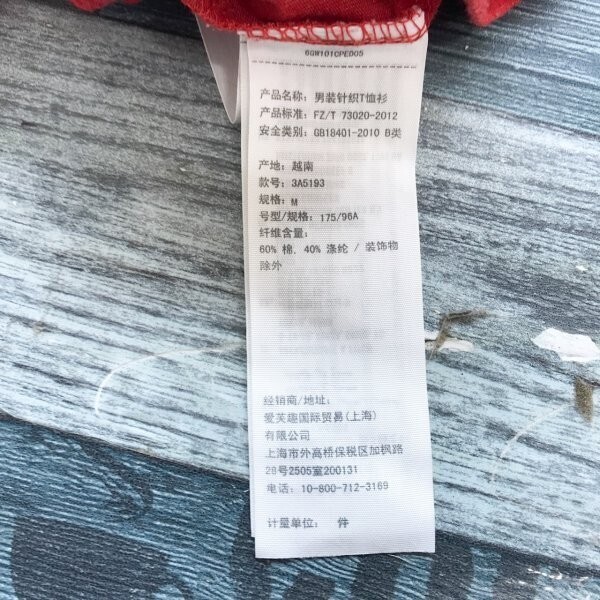 6GW101CPED05
产品名称: 男装针织T恤衫
产品标准: FZ/T 73020-2012
安全类别: GB18401-2010 B类
产地: 越南
款号: 3A5193
规格: M
号型/规格: 175/96A
纤维含量:
60% 棉, 40% 涤纶 / 装饰物
除外
经销商/地址:
爱芙趣国际贸易(上海)
有限公司
上海市外高桥保税区加枫路
28号2505室200131
电话: 10-800-712-3169
计量单位: 件